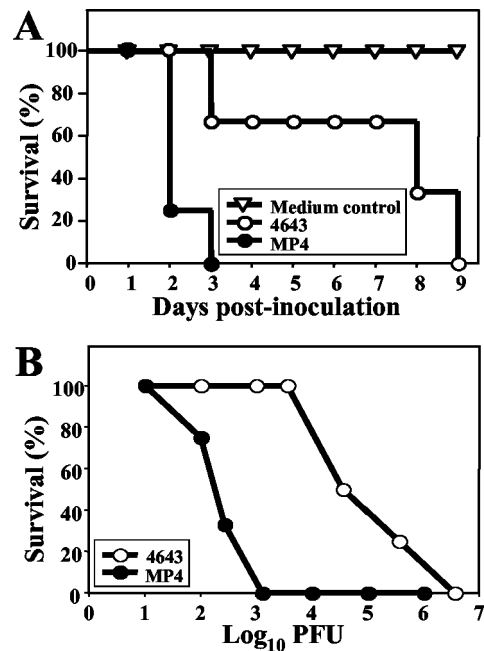 A
Survival (%)
100
80
60
40
20
0
Medium control
4643
MP4
0 1 2 3 4 5 6 7 8 9
Days post-inoculation
B
Survival (%)
100
80
60
40
20
0
4643
MP4
0 1 2 3 4 5 6 7
Log10 PFU